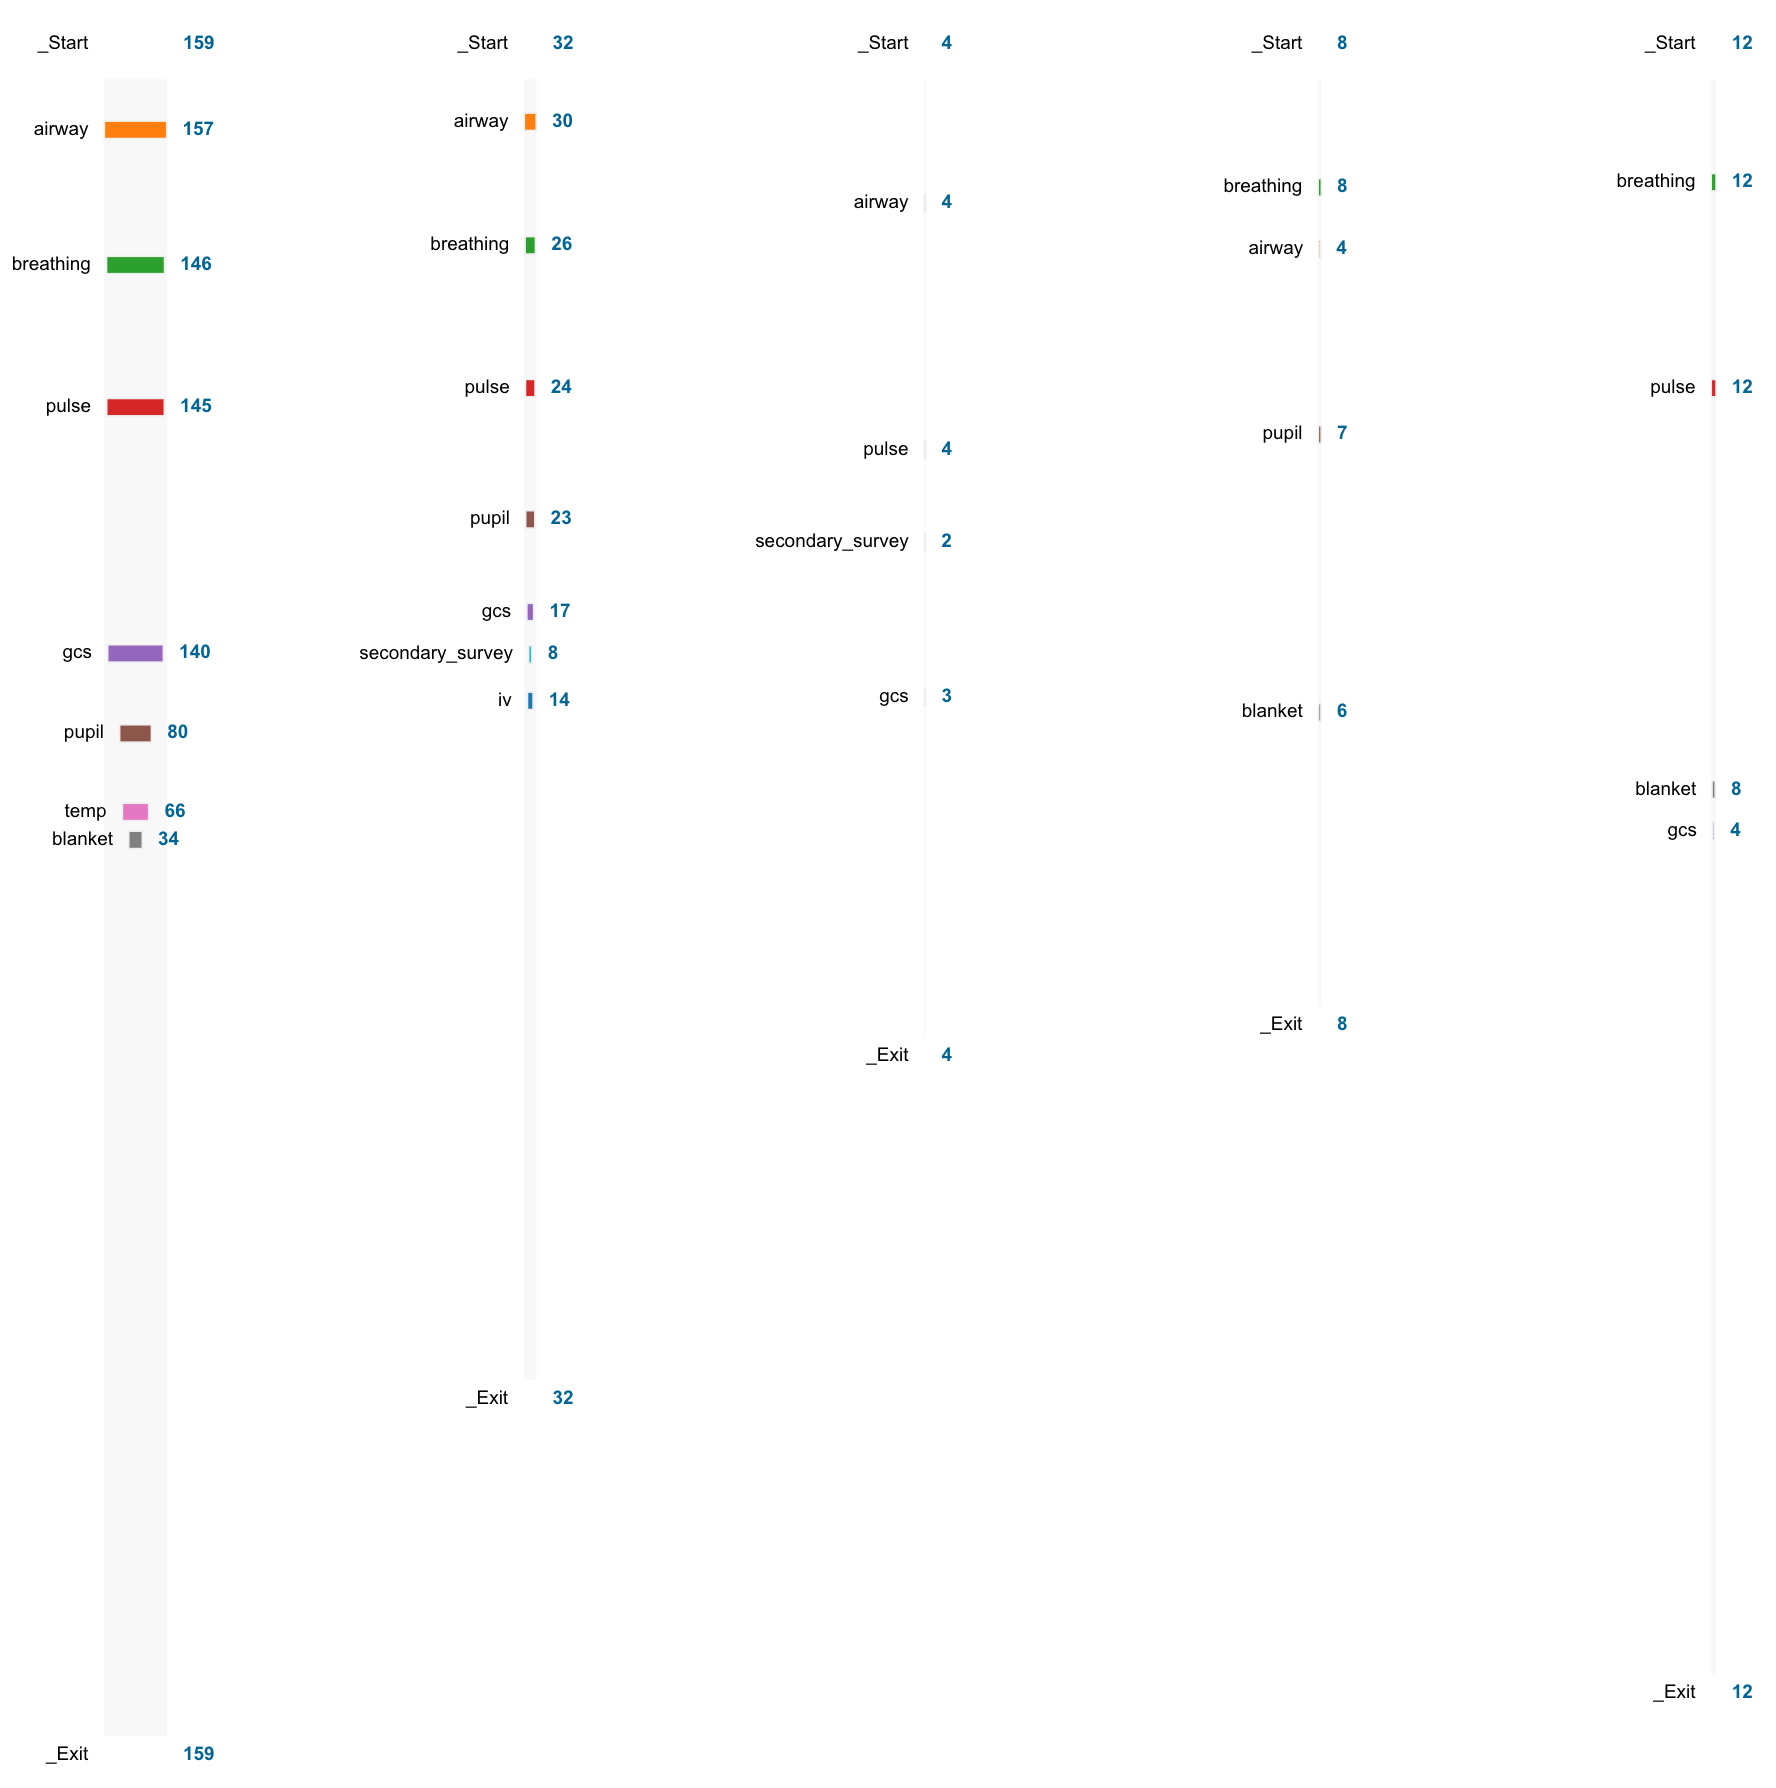 _Start 159
airway 157
breathing 146
pulse 145
gcs 140
pupil 80
temp 66
blanket 34
_Exit 159
_Start 32
airway 30
breathing 26
pulse 24
pupil 23
gcs 17
secondary_survey 8
iv 14
_Exit 32
_Start 4
airway 4
pulse 4
secondary_survey 2
gcs 3
_Exit 4
_Start 8
breathing 8
airway 4
pupil 7
blanket 6
_Exit 8
_Start 12
breathing 12
pulse 12
blanket 8
gcs 4
_Exit 12